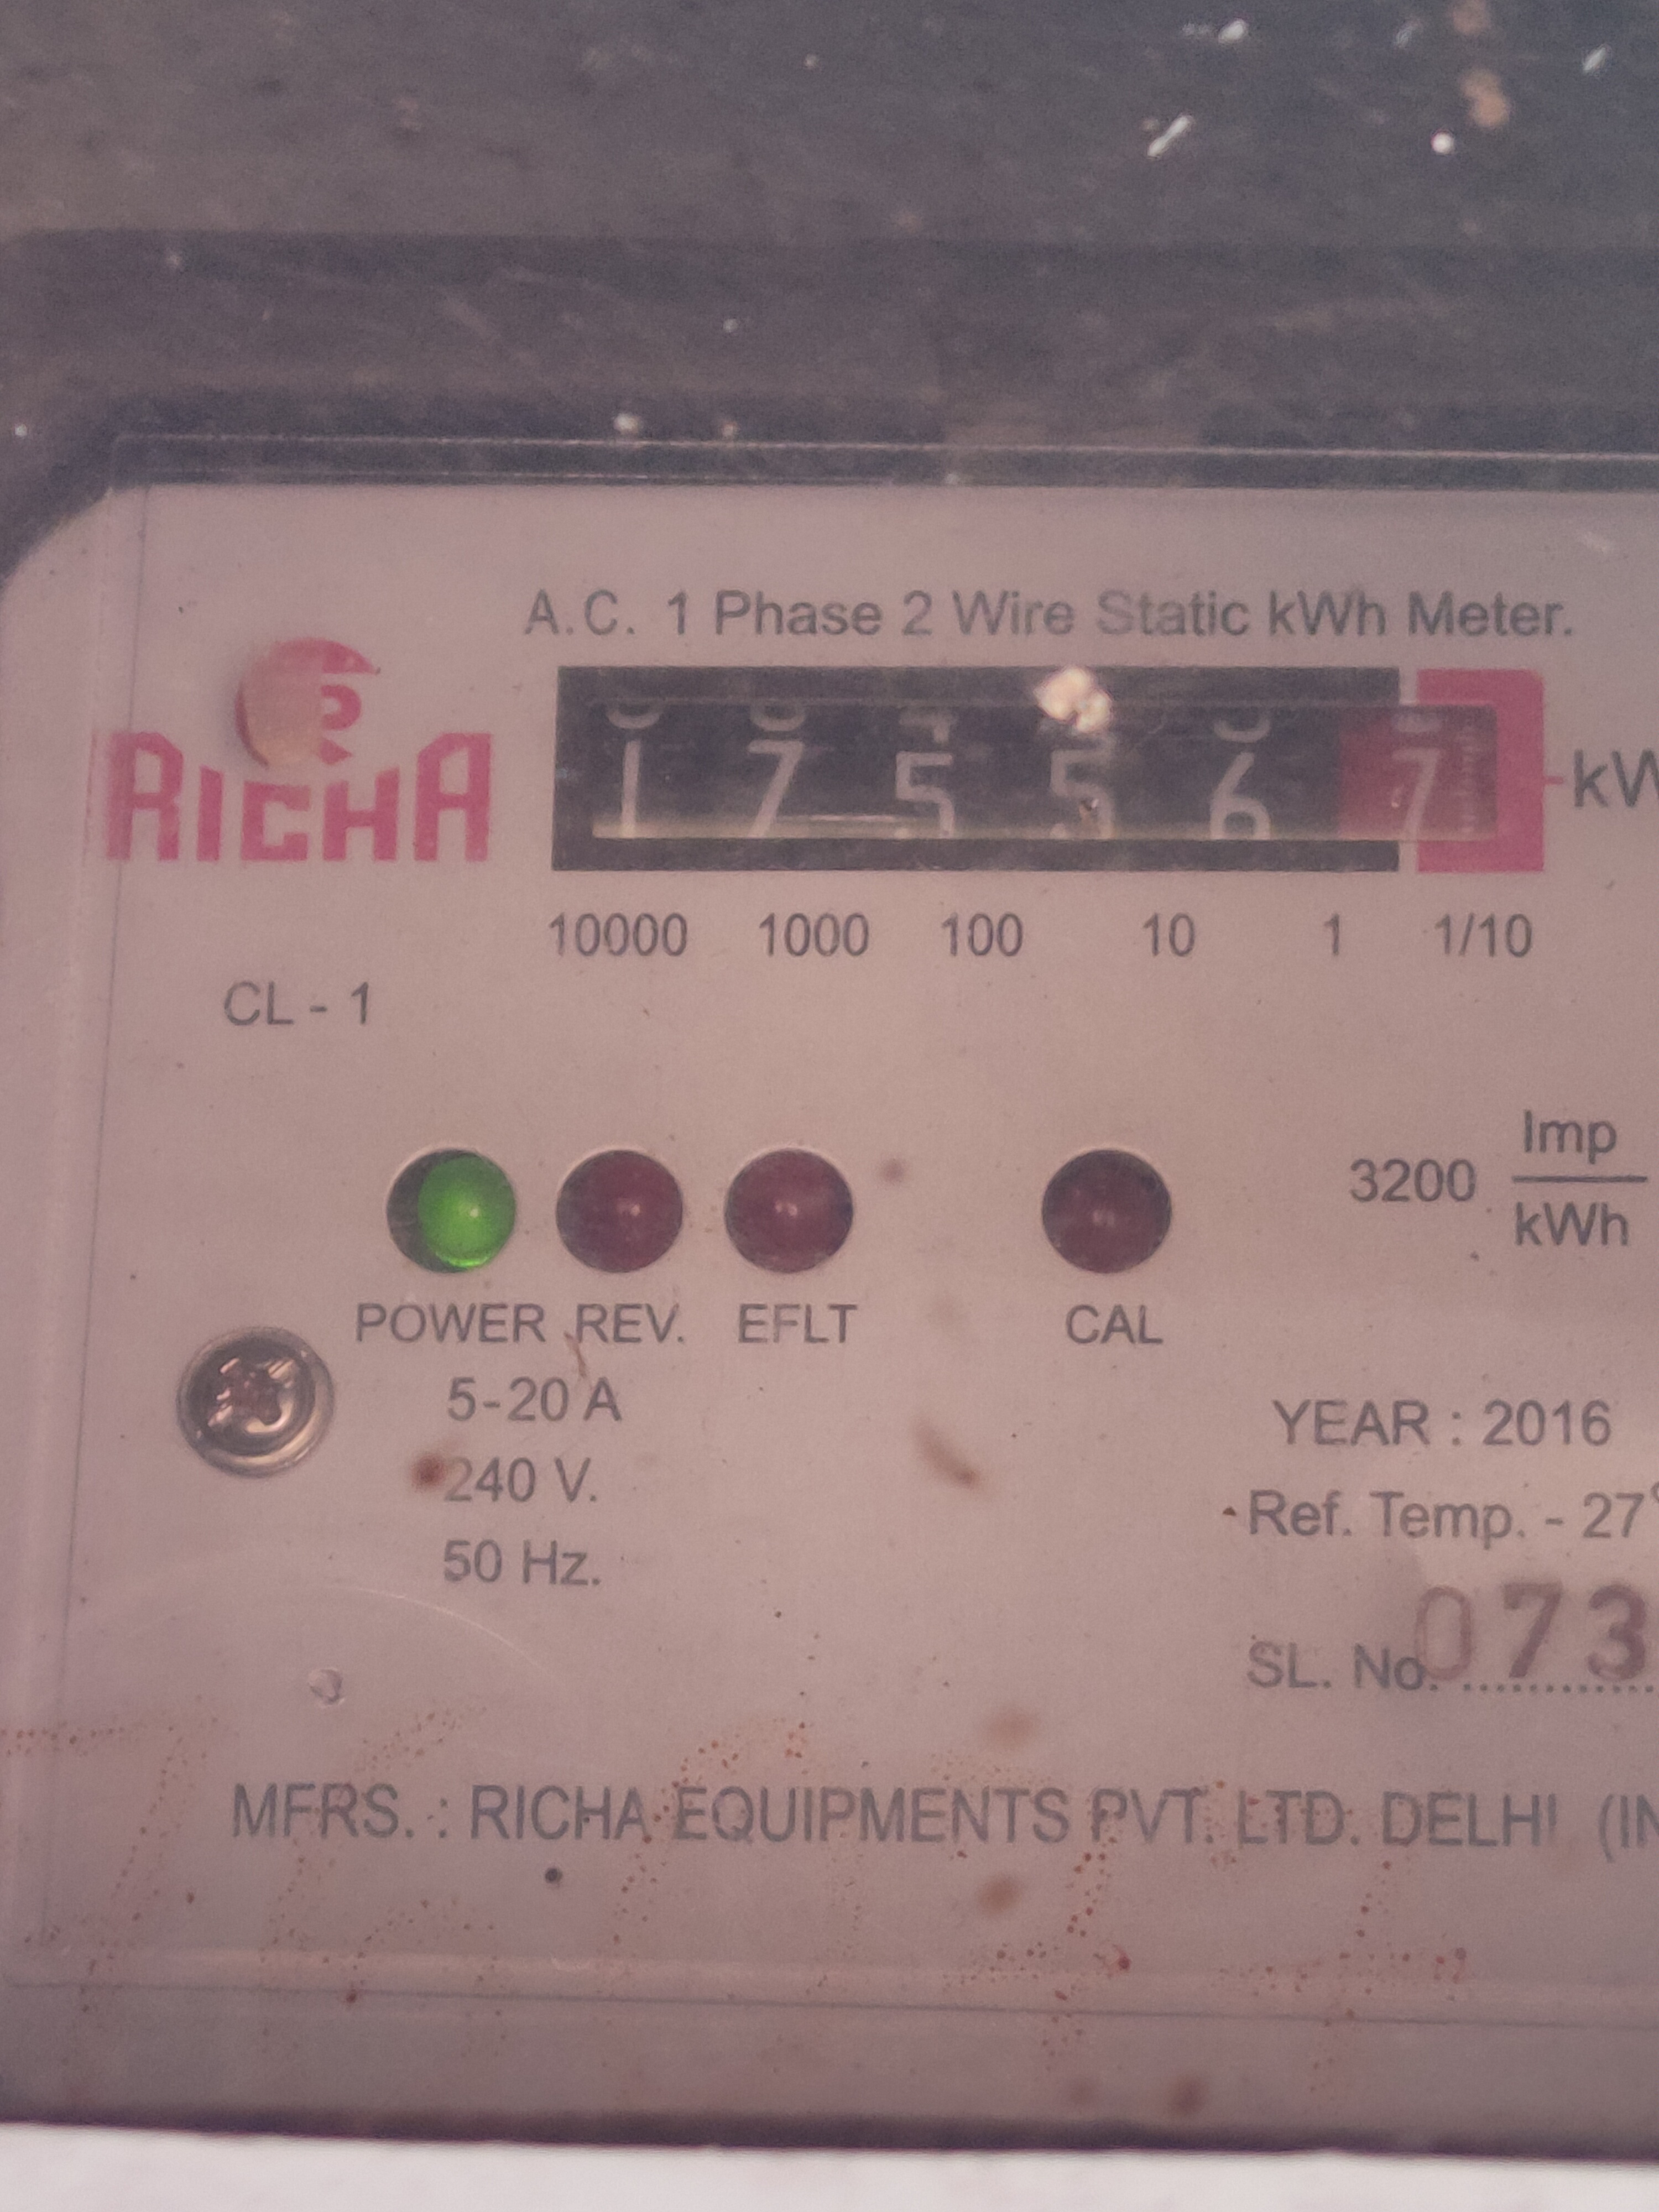 A.C. 1 Phase 2 Wire Static kWh Meter.
RICHA
1 7 5 5 6 7
10000 1000 100 10 1 1/10
CL - 1
3200 Imp
kWh
POWER REV. EFLT CAL
5-20 A
240 V.
50 Hz.
YEAR : 2016
Ref. Temp. - 27°
SL. No. 073
MFRS. : RICHA EQUIPMENTS PVT. LTD. DELHI